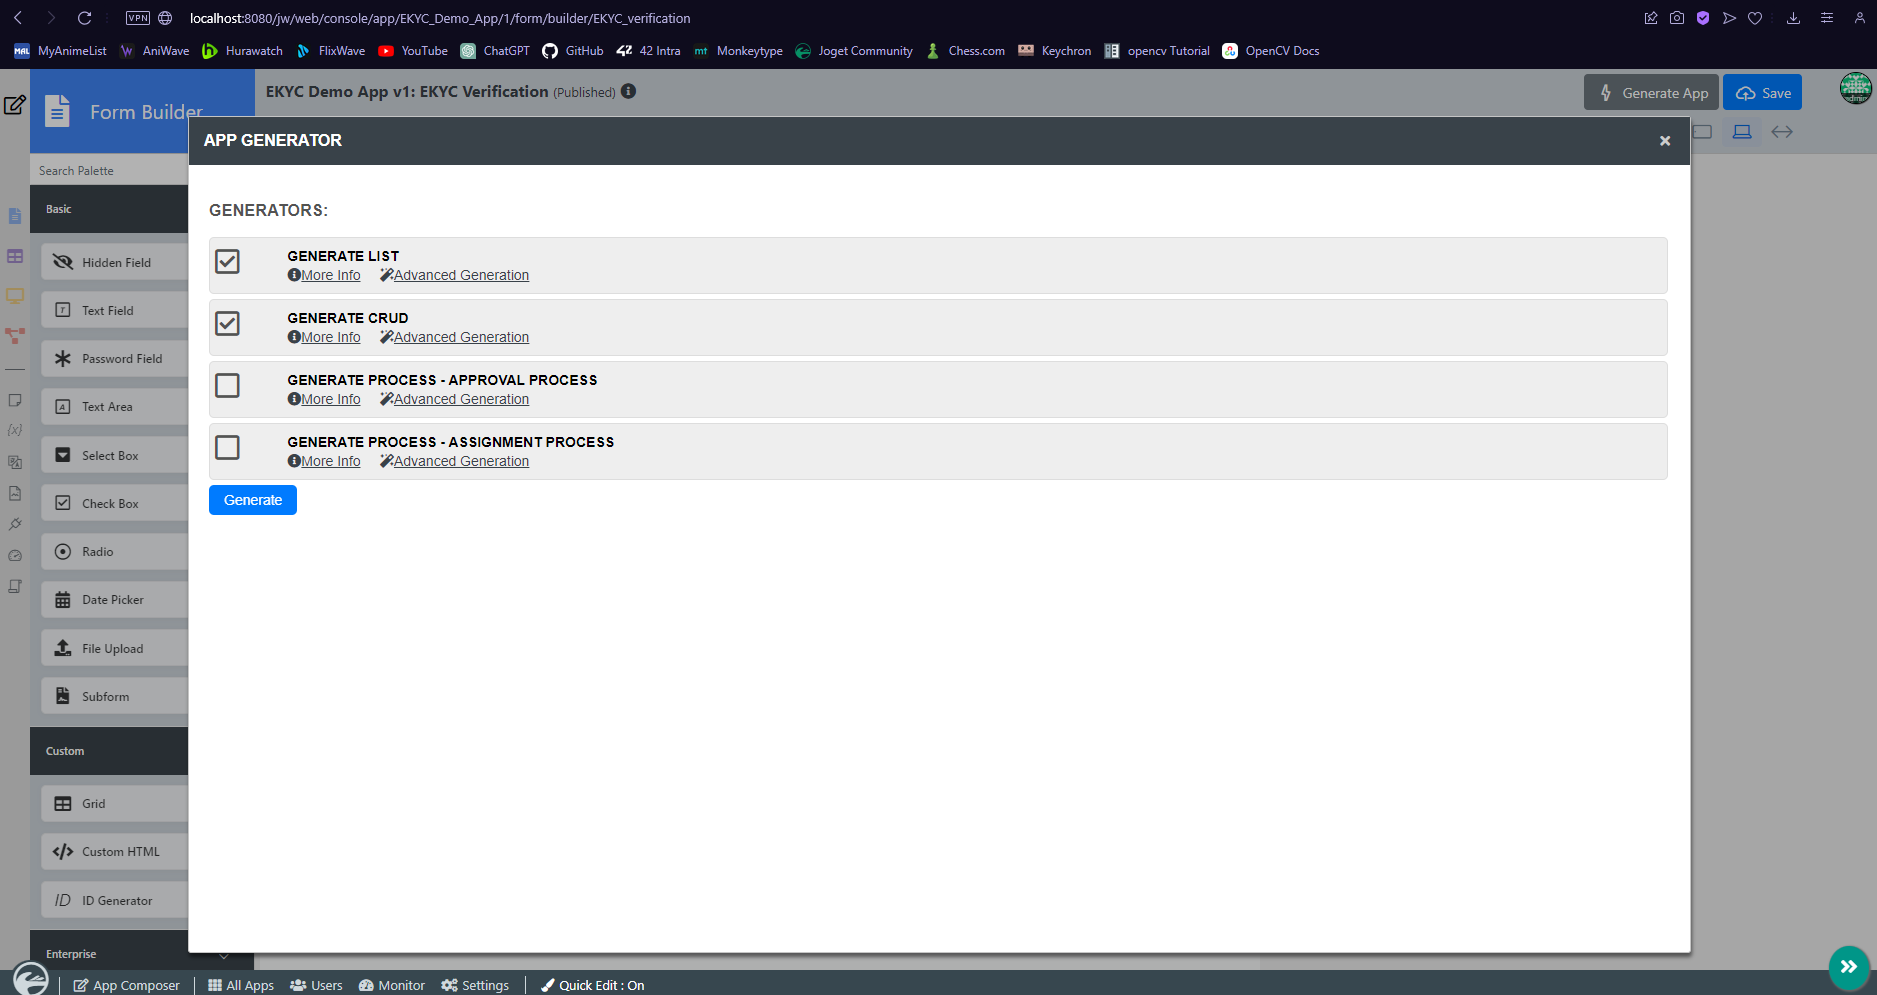 VPN localhost:8080/jw/web/console/app/EKYC_Demo_App/1/form/builder/EKYC_verification
MAL MyAnimeList W AniWave h Hurawatch FlixWave YouTube ChatGPT GitHub 42 42 Intra mt Monkeytype Joget Community Chess.com Keychron opencv Tutorial OpenCV Docs
Form Builder
EKYC Demo App v1: EKYC Verification (Published)
Generate App
Save
admin
APP GENERATOR
Search Palette
Basic
Hidden Field
Text Field
Password Field
Text Area
Select Box
Check Box
Radio
Date Picker
File Upload
Subform
Custom
Grid
Custom HTML
ID ID Generator
Enterprise
GENERATORS:
GENERATE LIST
More Info Advanced Generation
GENERATE CRUD
More Info Advanced Generation
GENERATE PROCESS - APPROVAL PROCESS
More Info Advanced Generation
GENERATE PROCESS - ASSIGNMENT PROCESS
More Info Advanced Generation
Generate
App Composer All Apps Users Monitor Settings Quick Edit : On